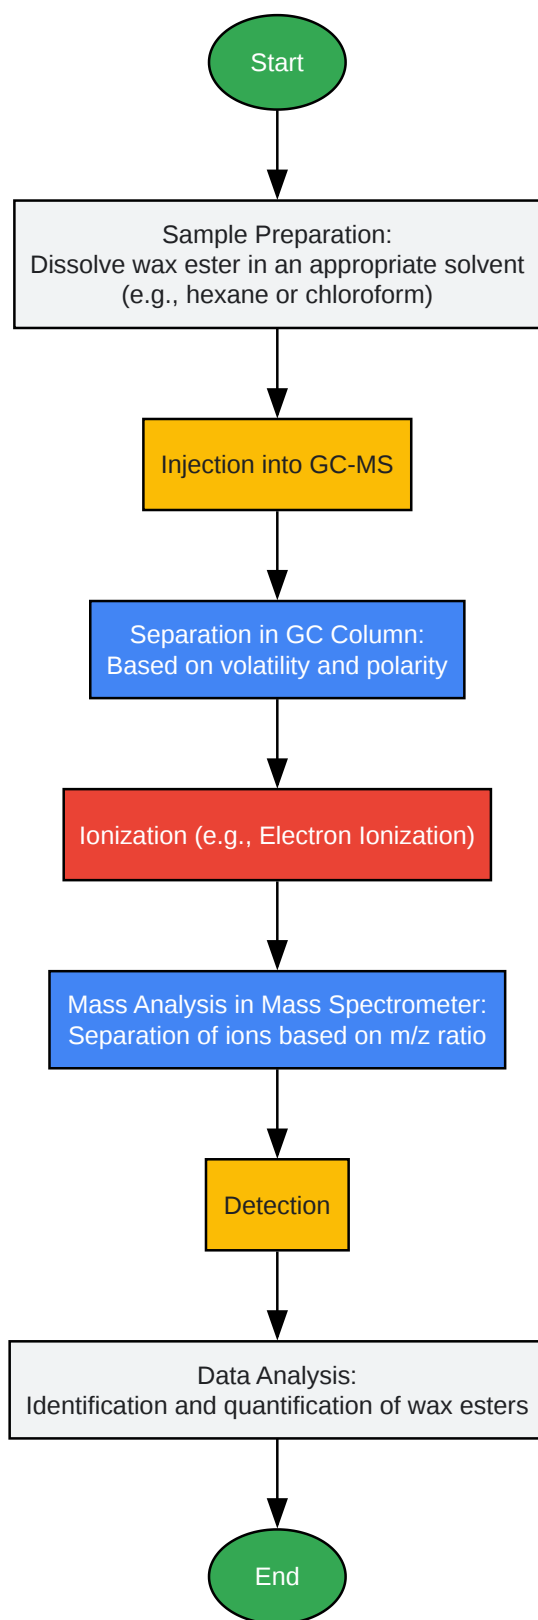 Start
Sample Preparation:
Dissolve wax ester in an appropriate solvent
(e.g., hexane or chloroform)
Injection into GC-MS
Separation in GC Column:
Based on volatility and polarity
Ionization (e.g., Electron Ionization)
Mass Analysis in Mass Spectrometer:
Separation of ions based on m/z ratio
Detection
Data Analysis:
Identification and quantification of wax esters
End